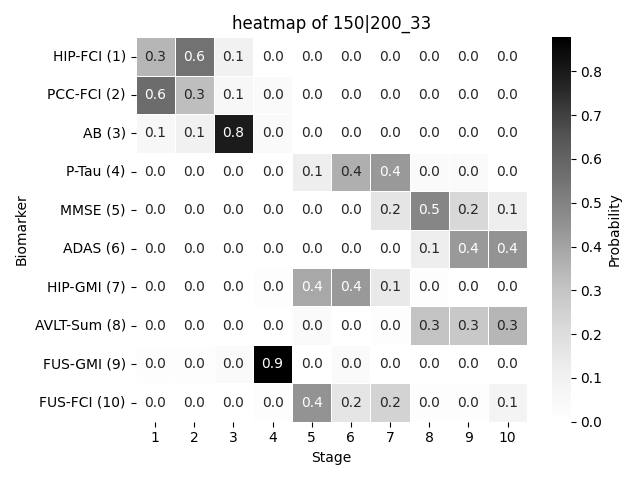 heatmap of 150|200_33
HIP-FCI (1) 0.3 0.6 0.1 0.0 0.0 0.0 0.0 0.0 0.0 0.0
PCC-FCI (2) 0.6 0.3 0.1 0.0 0.0 0.0 0.0 0.0 0.0 0.0
AB (3) 0.1 0.1 0.8 0.0 0.0 0.0 0.0 0.0 0.0 0.0
P-Tau (4) 0.0 0.0 0.0 0.0 0.1 0.4 0.4 0.0 0.0 0.0
MMSE (5) 0.0 0.0 0.0 0.0 0.0 0.0 0.2 0.5 0.2 0.1
ADAS (6) 0.0 0.0 0.0 0.0 0.0 0.0 0.0 0.1 0.4 0.4
HIP-GMI (7) 0.0 0.0 0.0 0.0 0.4 0.4 0.1 0.0 0.0 0.0
AVLT-Sum (8) 0.0 0.0 0.0 0.0 0.0 0.0 0.0 0.3 0.3 0.3
FUS-GMI (9) 0.0 0.0 0.0 0.9 0.0 0.0 0.0 0.0 0.0 0.0
FUS-FCI (10) 0.0 0.0 0.0 0.0 0.4 0.2 0.2 0.0 0.0 0.1
1 2 3 4 5 6 7 8 9 10
Stage
Biomarker
0.8
0.7
0.6
0.5
0.4
0.3
0.2
0.1
0.0
Probability